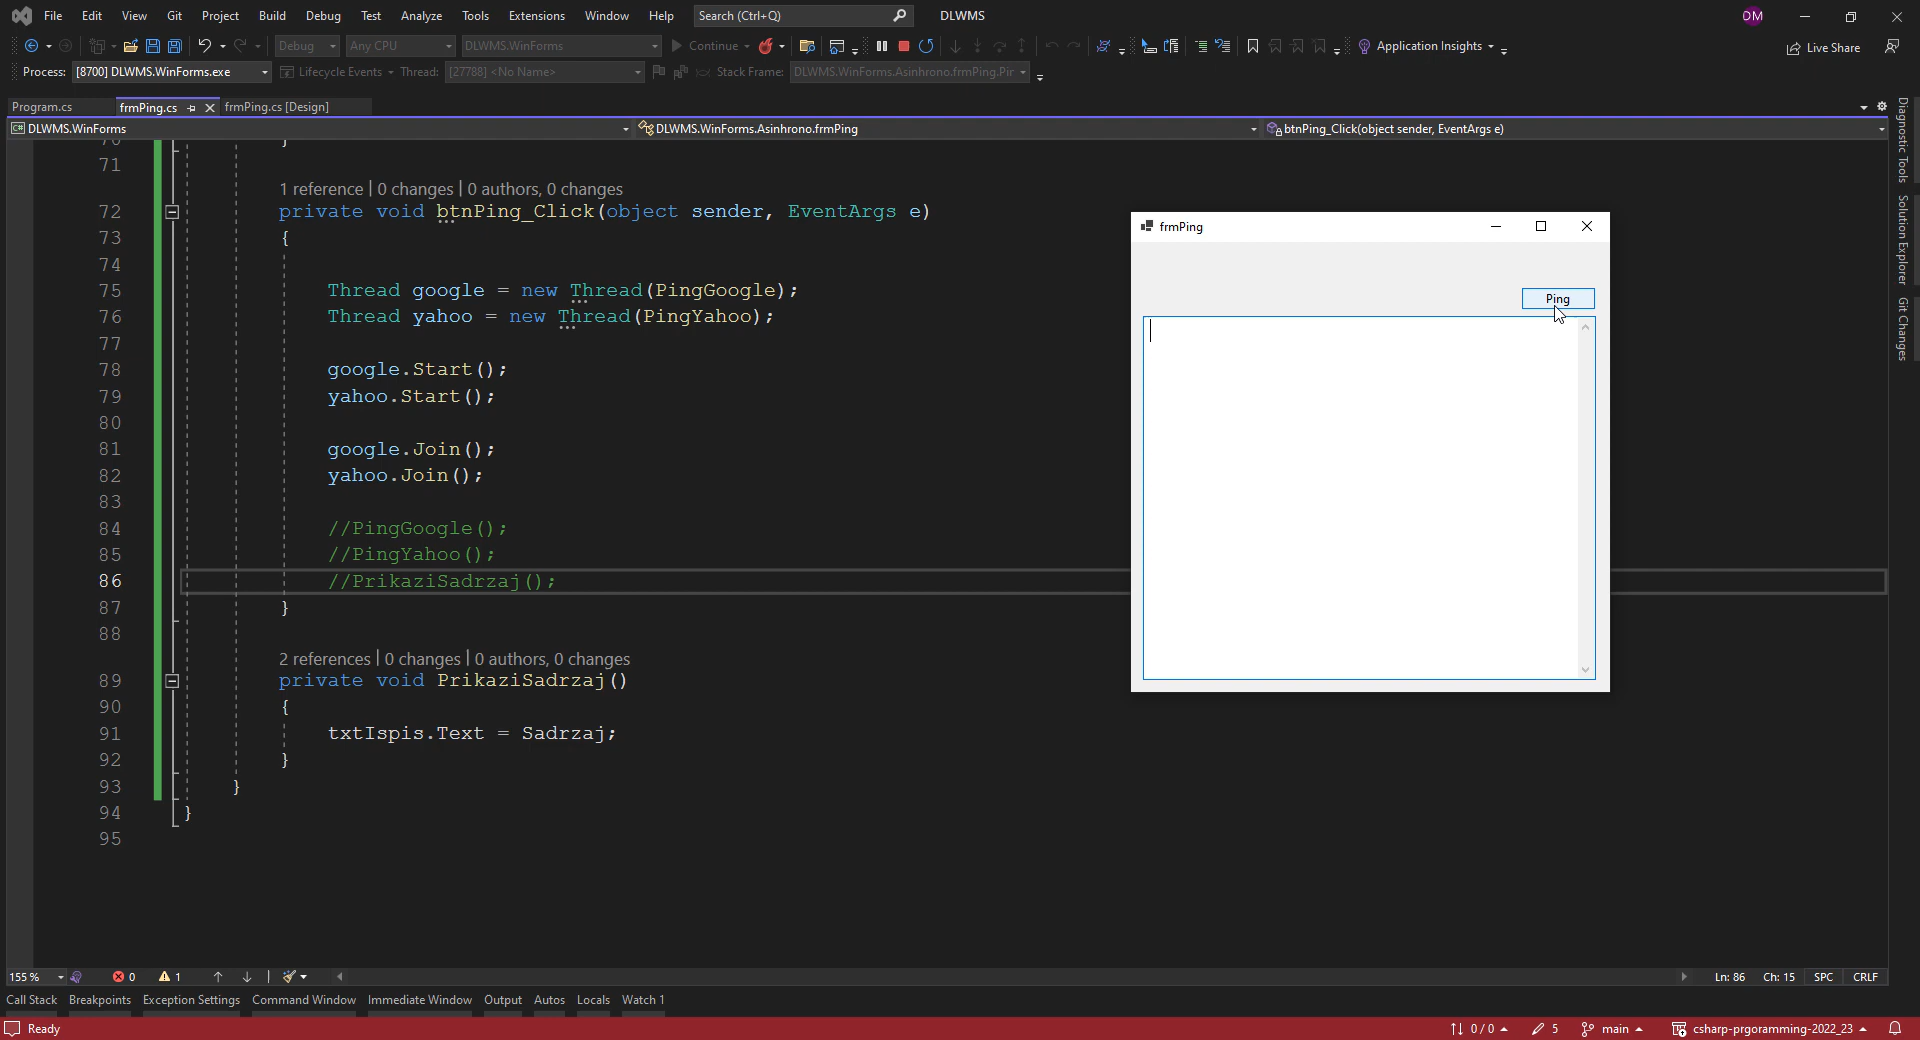 File Edit View Git Project Build Debug Test Analyze Tools Extensions Window Help Search (Ctrl+Q) DLWMS DM
Debug Any CPU DLWMS.WinForms Continue Application Insights Live Share
Process: [8700] DLWMS.WinForms.exe Lifecycle Events Thread: [27788] <No Name> Stack Frame: DLWMS.WinForms.Asinhrono.frmPing.Pir
Program.cs frmPing.cs frmPing.cs [Design]
C# DLWMS.WinForms DLWMS.WinForms.Asinhrono.frmPing btnPing_Click(object sender, EventArgs e)
70 }
71
1 reference | 0 changes | 0 authors, 0 changes
72 private void btnPing_Click(object sender, EventArgs e)
73 {
74
75 Thread google = new Thread(PingGoogle);
76 Thread yahoo = new Thread(PingYahoo);
77
78 google.Start();
79 yahoo.Start();
80
81 google.Join();
82 yahoo.Join();
83
84 //PingGoogle();
85 //PingYahoo();
86 //PrikaziSadrzaj();
87 }
88
2 references | 0 changes | 0 authors, 0 changes
89 private void PrikaziSadrzaj()
90 {
91 txtIspis.Text = Sadrzaj;
92 }
93 }
94 }
95
frmPing
Ping
Diagnostic Tools
Solution Explorer
Git Changes
155 % 0 1 Ln: 86 Ch: 15 SPC CRLF
Call Stack Breakpoints Exception Settings Command Window Immediate Window Output Autos Locals Watch 1
Ready 0 / 0 5 main csharp-prgoramming-2022_23